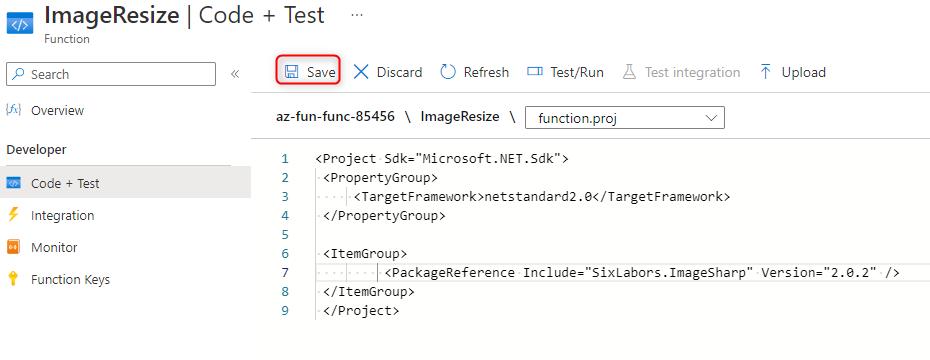 ImageResize | Code + Test ...
Function
Search «
Save Discard Refresh Test/Run Test integration Upload
Overview
az-fun-func-85456 \ ImageResize \ function.proj
Developer
Code + Test
Integration
Monitor
Function Keys
1 <Project Sdk="Microsoft.NET.Sdk">
2 <PropertyGroup>
3 <TargetFramework>netstandard2.0</TargetFramework>
4 </PropertyGroup>
5
6 <ItemGroup>
7 <PackageReference Include="SixLabors.ImageSharp" Version="2.0.2" />
8 </ItemGroup>
9 </Project>